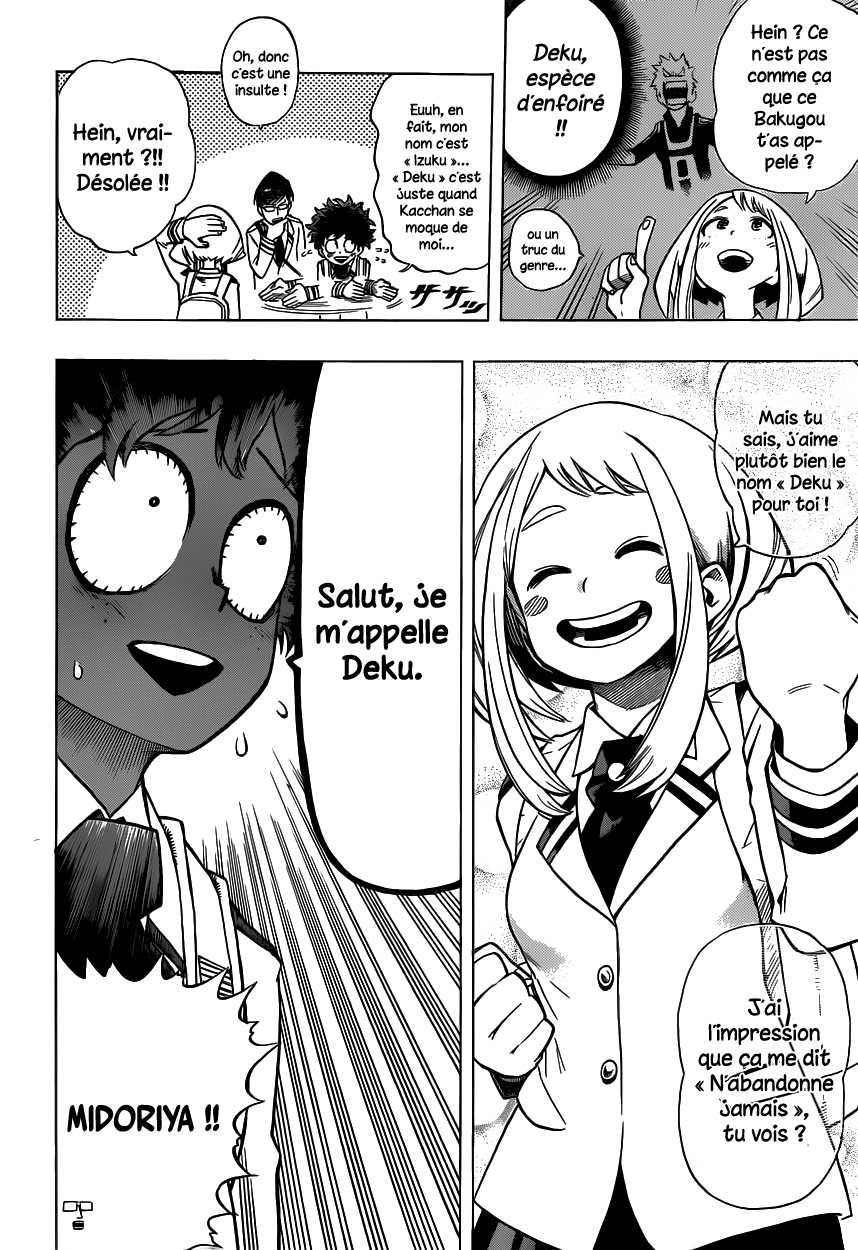 Hein ? Ce
n'est pas
comme ça
que ce
Bakugou
t'as ap-
pelé ?
Deku,
espèce
d'enfoiré
!!
ou un
truc du
genre...
Euuh, en
fait, mon
nom c'est
« Izuku »...
« Deku » c'est
juste quand
Kacchan se
moque de
moi...
Oh, donc
c'est une
insulte !
Hein, vrai-
ment ?!!
Désolée !!
ザ ザッ
Mais tu
sais, j'aime
plutôt bien le
nom « Deku »
pour toi !
J'ai
l'impression
que ça me dit
« N'abandonne
jamais »,
tu vois ?
Salut, je
m'appelle
Deku.
MIDORIYA !!